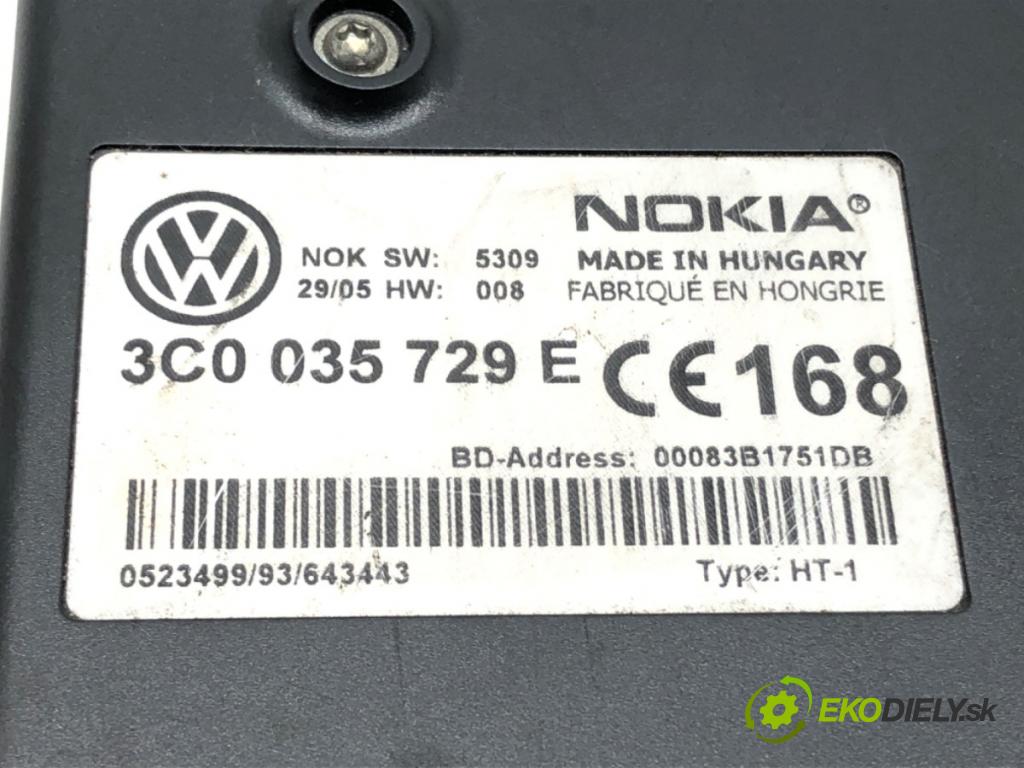 NOK SW: 5309
29/05 HW: 008
NOKIA®
MADE IN HUNGARY
FABRIQUÉ EN HONGRIE
3C0 035 729 E CE168
BD-Address: 00083B1751DB
0523499/93/643443
Type: HT-1
EKODIELY.sk